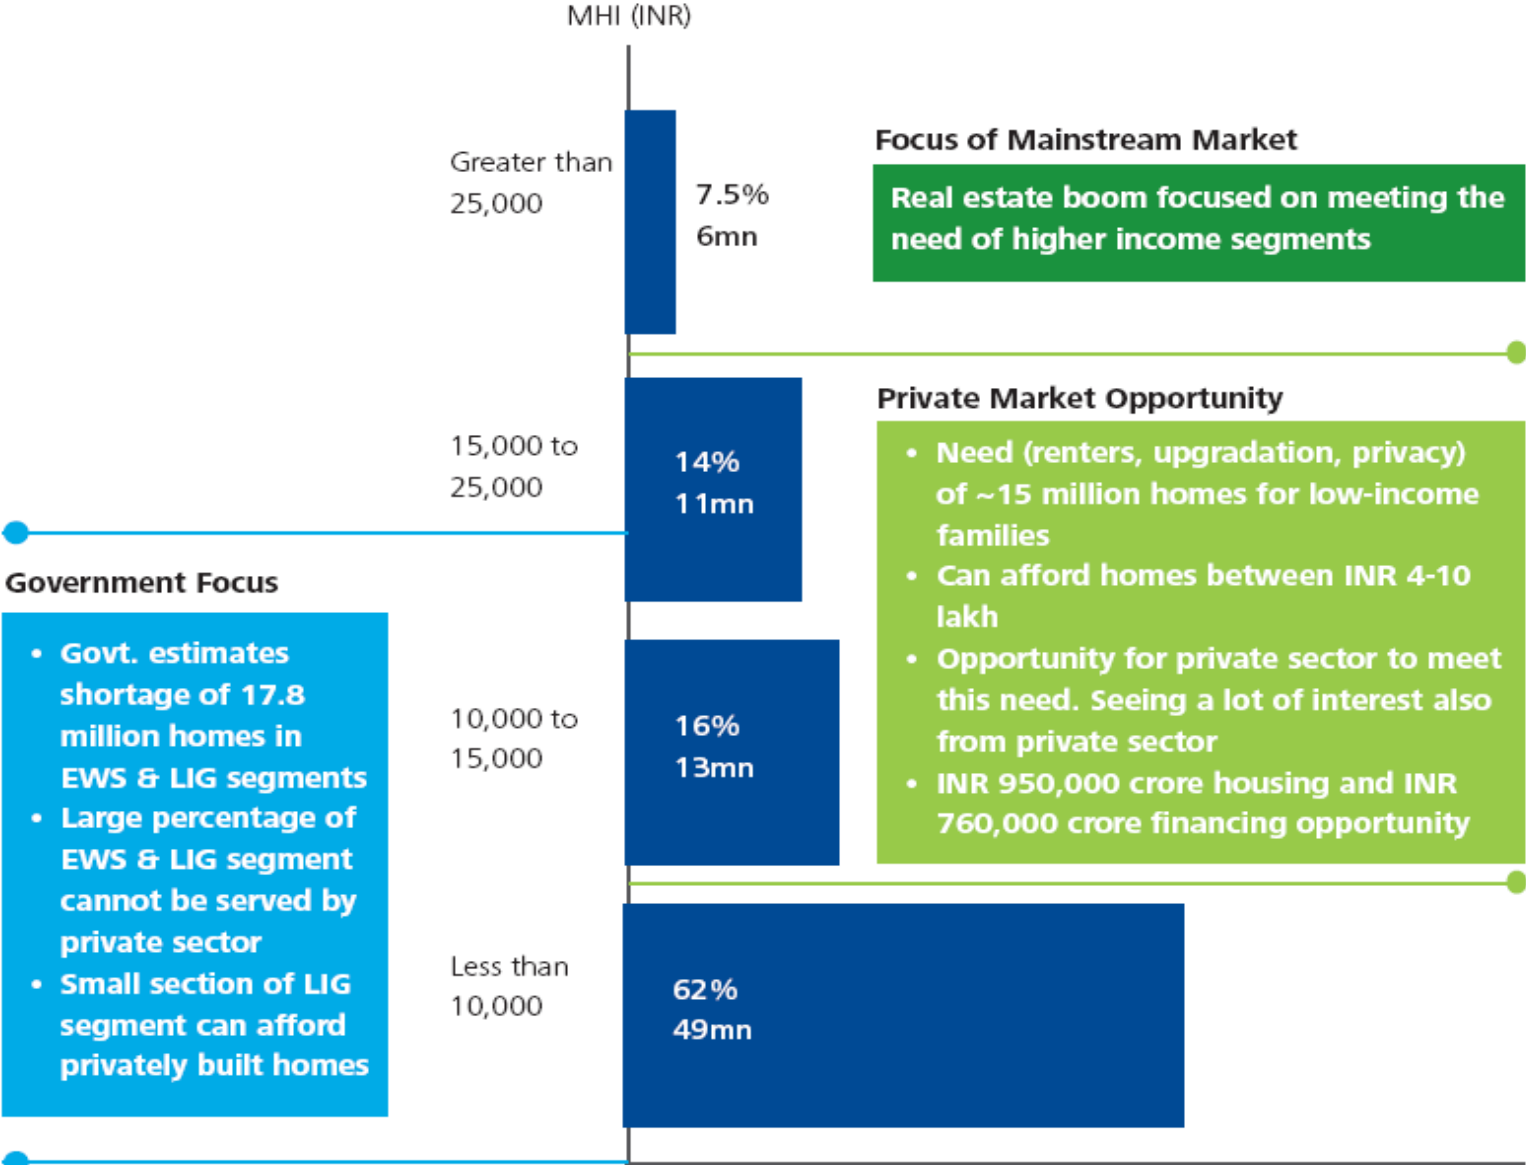 MHI (INR)
Greater than
25,000
7.5%
6mn
Focus of Mainstream Market
Real estate boom focused on meeting the
need of higher income segments
15,000 to
25,000
14%
11mn
Private Market Opportunity
• Need (renters, upgradation, privacy)
of ~15 million homes for low-income
families
• Can afford homes between INR 4-10
lakh
• Opportunity for private sector to meet
this need. Seeing a lot of interest also
from private sector
• INR 950,000 crore housing and INR
760,000 crore financing opportunity
Government Focus
• Govt. estimates
shortage of 17.8
million homes in
EWS & LIG segments
• Large percentage of
EWS & LIG segment
cannot be served by
private sector
• Small section of LIG
segment can afford
privately built homes
10,000 to
15,000
16%
13mn
Less than
10,000
62%
49mn